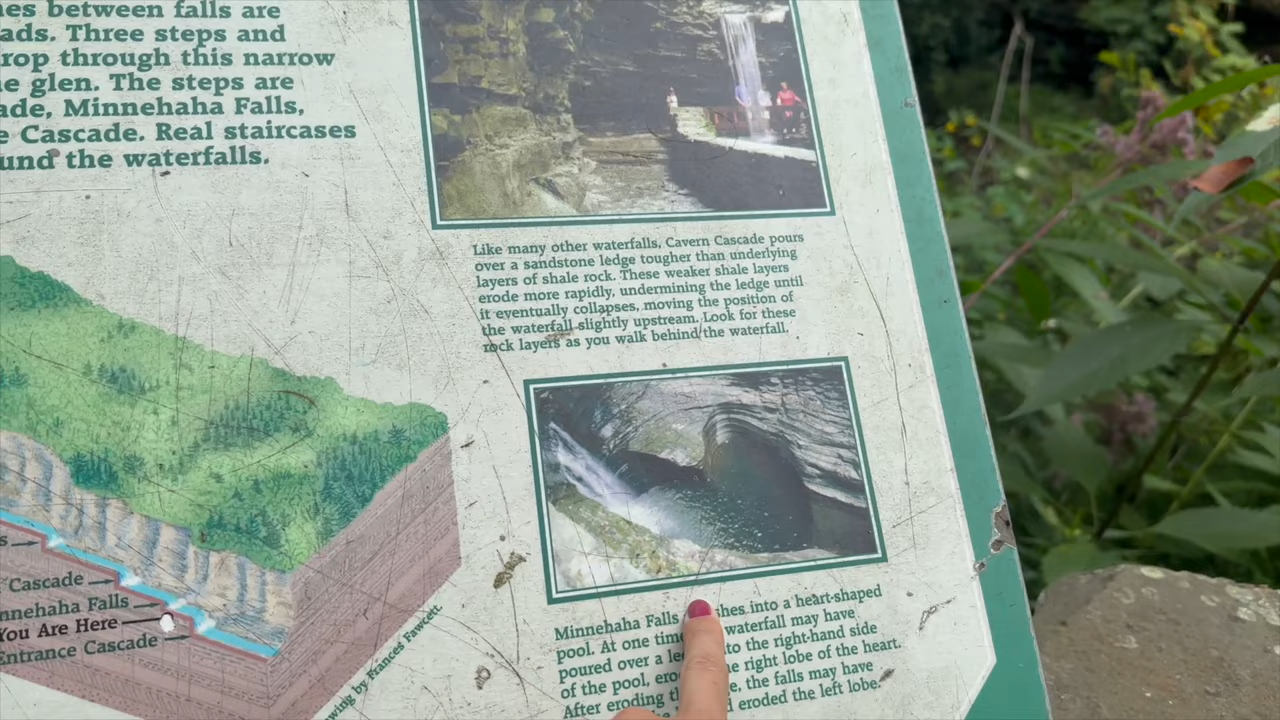 es between falls are
ads. Three steps and
rop through this narrow
e glen. The steps are
ade, Minnehaha Falls,
e Cascade. Real staircases
und the waterfalls.
Like many other waterfalls, Cavern Cascade pours
over a sandstone ledge tougher than underlying
layers of shale rock. These weaker shale layers
erode more rapidly, undermining the ledge until
it eventually collapses, moving the position of
the waterfall slightly upstream. Look for these
rock layers as you walk behind the waterfall.
s
Cascade
nnehaha Falls
You Are Here
Entrance Cascade
wing by Frances Fawcett
Minnehaha Falls shes into a heart-shaped
pool. At one time waterfall may have
poured over a le to the right-hand side
of the pool, ero e right lobe of the heart.
After eroding t e, the falls may have
eroded the left lobe.